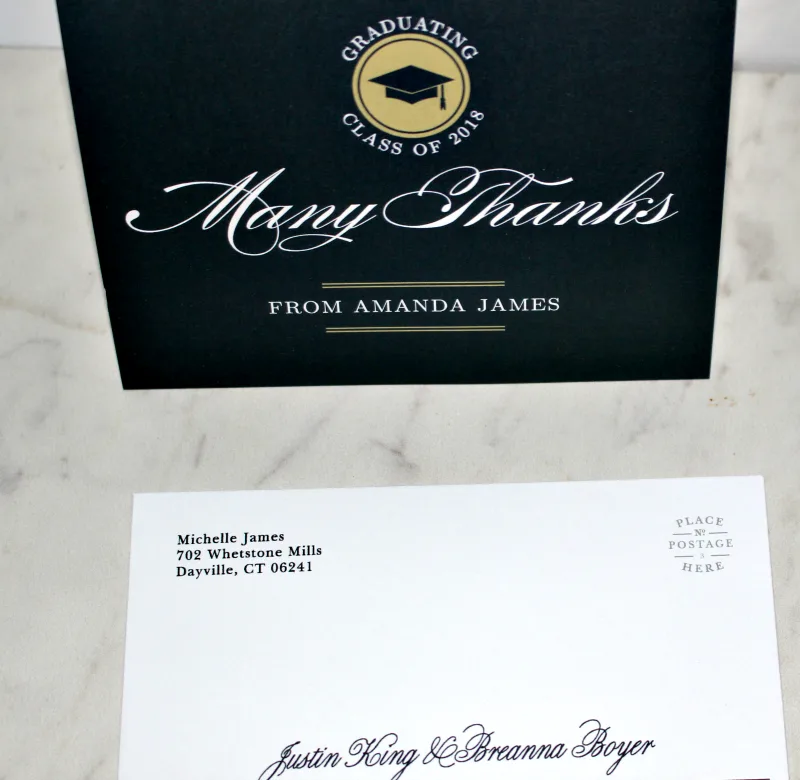 GRADUATING
CLASS OF 2018
Many Thanks
FROM AMANDA JAMES
Michelle James
702 Whetstone Mills
Dayville, CT 06241
PLACE
Nº
POSTAGE
HERE
Justin King & Breanna Boyer